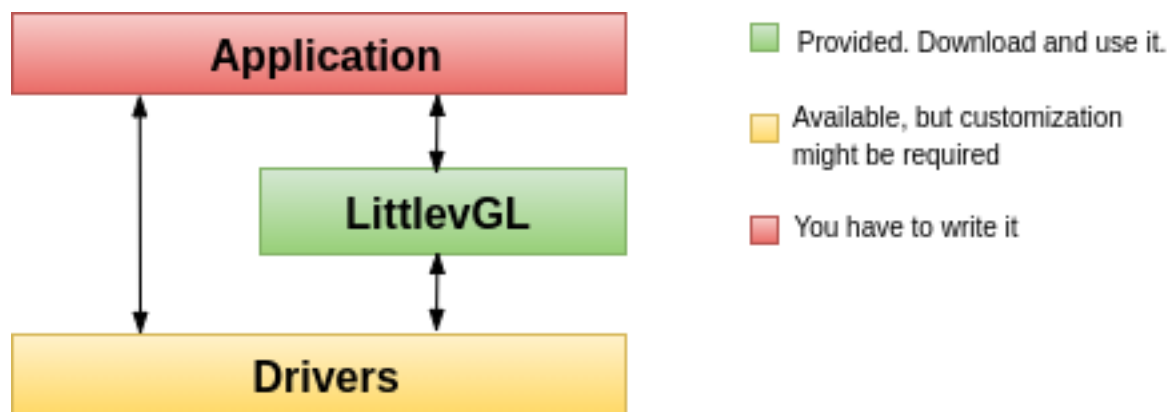 Application
LittlevGL
Drivers
Provided. Download and use it.
Available, but customization
might be required
You have to write it